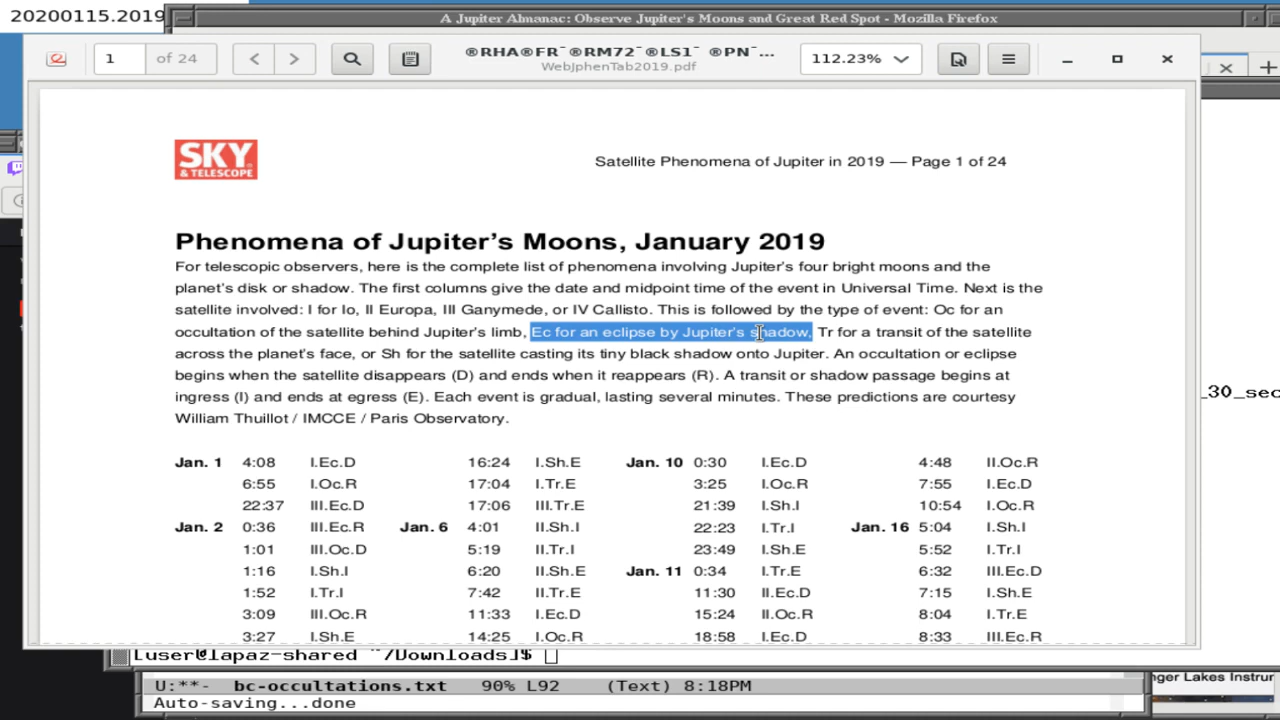 20200115.2019
A Jupiter Almanac: Observe Jupiter's Moons and Great Red Spot - Mozilla Firefox
1 of 24
®RHA®FR¯®RM72¯®LS1¯ ®PN¯...
WebJphenTab2019.pdf
112.23%
SKY
& TELESCOPE
Satellite Phenomena of Jupiter in 2019 — Page 1 of 24
Phenomena of Jupiter's Moons, January 2019
For telescopic observers, here is the complete list of phenomena involving Jupiter's four bright moons and the
planet's disk or shadow. The first columns give the date and midpoint time of the event in Universal Time. Next is the
satellite involved: I for Io, II Europa, III Ganymede, or IV Callisto. This is followed by the type of event: Oc for an
occultation of the satellite behind Jupiter's limb, Ec for an eclipse by Jupiter's shadow, Tr for a transit of the satellite
across the planet's face, or Sh for the satellite casting its tiny black shadow onto Jupiter. An occultation or eclipse
begins when the satellite disappears (D) and ends when it reappears (R). A transit or shadow passage begins at
ingress (I) and ends at egress (E). Each event is gradual, lasting several minutes. These predictions are courtesy
William Thuillot / IMCCE / Paris Observatory.
Jan. 1 4:08 I.Ec.D 16:24 I.Sh.E Jan. 10 0:30 I.Ec.D 4:48 II.Oc.R
6:55 I.Oc.R 17:04 I.Tr.E 3:25 I.Oc.R 7:55 I.Ec.D
22:37 III.Ec.D 17:06 III.Tr.E 21:39 I.Sh.I 10:54 I.Oc.R
Jan. 2 0:36 III.Ec.R Jan. 6 4:01 II.Sh.I 22:23 I.Tr.I Jan. 16 5:04 I.Sh.I
1:01 III.Oc.D 5:19 II.Tr.I 23:49 I.Sh.E 5:52 I.Tr.I
1:16 I.Sh.I 6:20 II.Sh.E Jan. 11 0:34 I.Tr.E 6:32 III.Ec.D
1:52 I.Tr.I 7:42 II.Tr.E 11:30 II.Ec.D 7:15 I.Sh.E
3:09 III.Oc.R 11:33 I.Ec.D 15:24 II.Oc.R 8:04 I.Tr.E
3:27 I.Sh.E 14:25 I.Oc.R 18:58 I.Ec.D 8:33 III.Ec.R
_30_sec
[user@lapaz-shared ~/Downloads]$
U:**- bc-occultations.txt 90% L92 (Text) 8:18PM
Auto-saving...done
nger Lakes Instrum